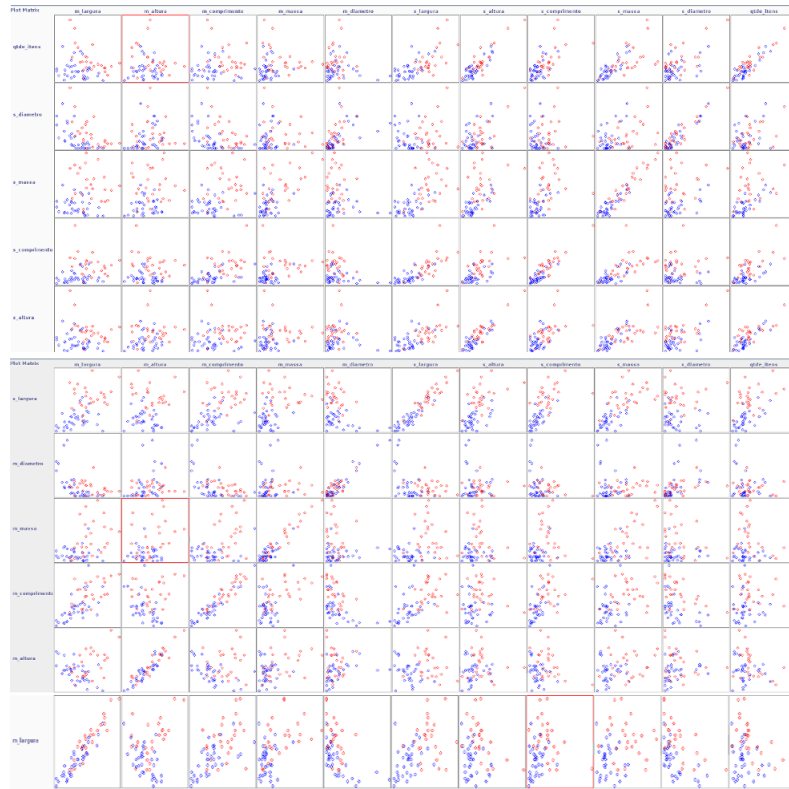 Plot Matrix m_largura m_altura m_comprimento m_massa m_diametro s_largura s_altura s_comprimento s_massa s_diametro qtde_itens
qtde_itens
s_diametro
s_massa
s_comprimento
s_altura
Plot Matrix m_largura m_altura m_comprimento m_massa m_diametro s_largura s_altura s_comprimento s_massa s_diametro qtde_itens
s_largura
m_diametro
m_massa
m_comprimento
m_altura
m_largura